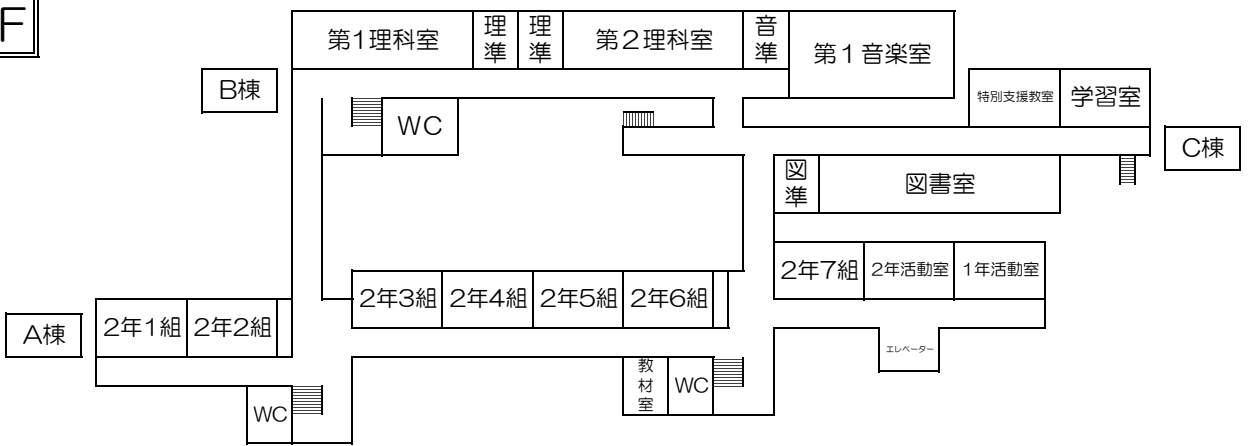 F
第1理科室
理準
理準
第２理科室
音準
第１音楽室
B棟
特別支援教室
学習室
WC
C棟
図準
図書室
2年7組
2年活動室
1年活動室
2年3組
2年4組
2年5組
2年6組
A棟
2年1組
2年2組
エレベーター
教材室
WC
WC